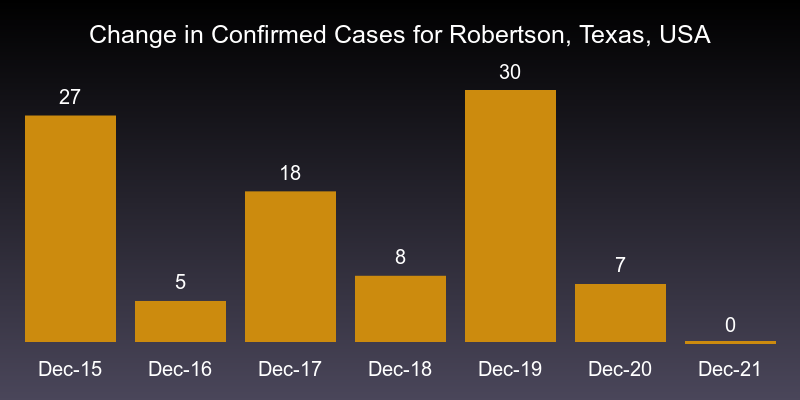 Change in Confirmed Cases for Robertson, Texas, USA
27
5
18
8
30
7
0
Dec-15
Dec-16
Dec-17
Dec-18
Dec-19
Dec-20
Dec-21